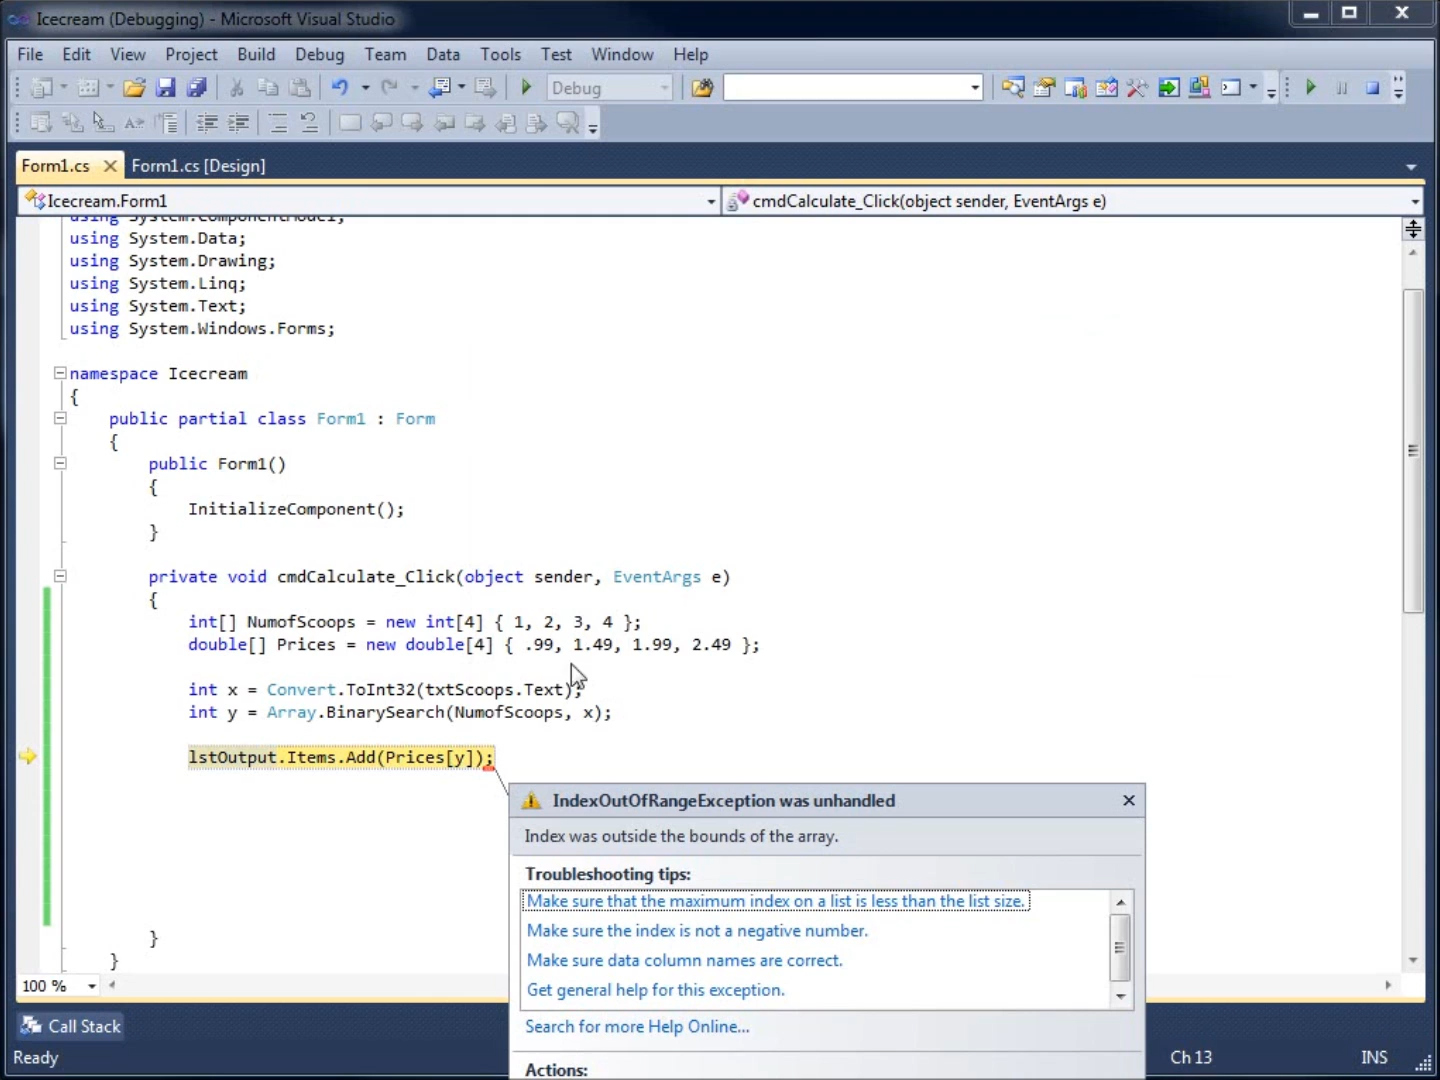 Icecream (Debugging) - Microsoft Visual Studio
File Edit View Project Build Debug Team Data Tools Test Window Help
Debug
Form1.cs Form1.cs [Design]
Icecream.Form1 cmdCalculate_Click(object sender, EventArgs e)
using System.ComponentModel;
using System.Data;
using System.Drawing;
using System.Linq;
using System.Text;
using System.Windows.Forms;
namespace Icecream
{
public partial class Form1 : Form
{
public Form1()
{
InitializeComponent();
}
private void cmdCalculate_Click(object sender, EventArgs e)
{
int[] NumofScoops = new int[4] { 1, 2, 3, 4 };
double[] Prices = new double[4] { .99, 1.49, 1.99, 2.49 };
int x = Convert.ToInt32(txtScoops.Text);
int y = Array.BinarySearch(NumofScoops, x);
lstOutput.Items.Add(Prices[y]);
IndexOutOfRangeException was unhandled
Index was outside the bounds of the array.
Troubleshooting tips:
Make sure that the maximum index on a list is less than the list size.
Make sure the index is not a negative number.
Make sure data column names are correct.
Get general help for this exception.
Search for more Help Online...
Actions:
}
}
100 %
Call Stack
Ready Ch 13 INS